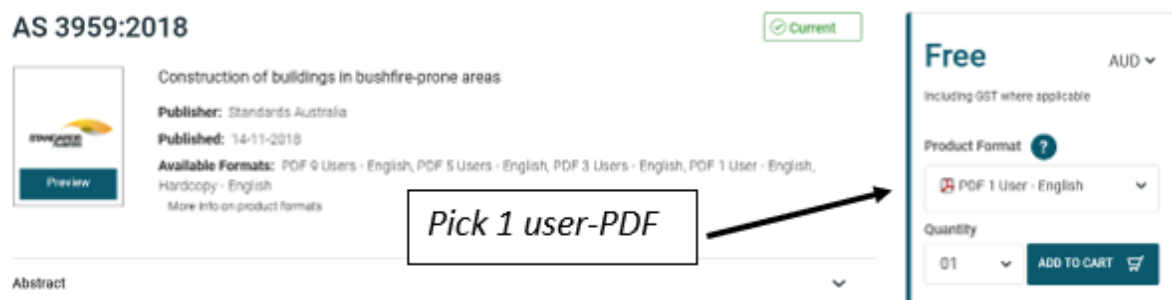 AS 3959:2018
Current
Construction of buildings in bushfire-prone areas
Publisher: Standards Australia
Published: 14-11-2018
Available Formats: PDF 9 Users - English, PDF 5 Users - English, PDF 3 Users - English, PDF 1 User - English,
Hardcopy - English
More info on product formats
STANDARDS
Australia
Preview
Pick 1 user-PDF
Abstract
Free
AUD
Including GST where applicable
Product Format ?
PDF 1 User - English
Quantity
01
ADD TO CART